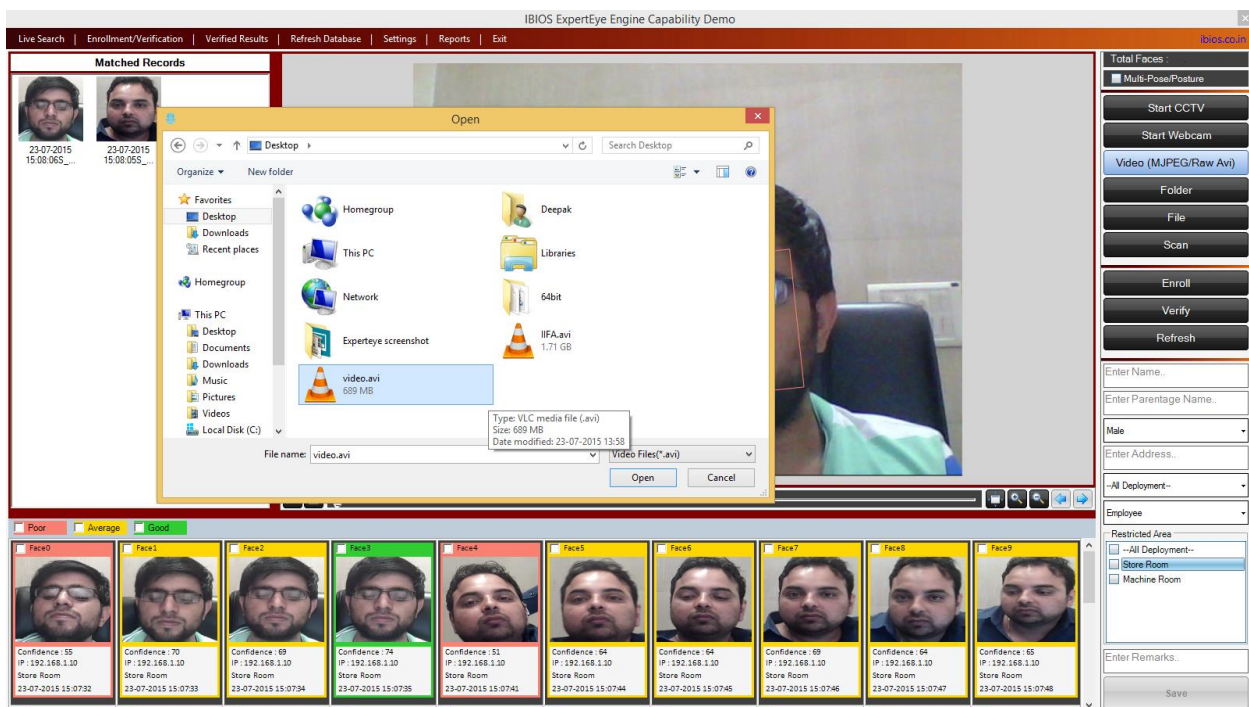 IBIOS ExpertEye Engine Capability Demo
Live Search | Enrollment/Verification | Verified Results | Refresh Database | Settings | Reports | Exit
ibios.co.in
Matched Records
23-07-2015
15:08:06S_...
23-07-2015
15:08:05S_...
Open
Desktop
Search Desktop
Organize
New folder
Favorites
Desktop
Downloads
Recent places
Homegroup
This PC
Desktop
Documents
Downloads
Music
Pictures
Videos
Local Disk (C:)
Homegroup
Deepak
This PC
Libraries
Network
64bit
Experteye screenshot
IIFA.avi
1.71 GB
video.avi
689 MB
Type: VLC media file (.avi)
Size: 689 MB
Date modified: 23-07-2015 13:58
File name:
video.avi
Video Files(*.avi)
Open
Cancel
Total Faces :
Multi-Pose/Posture
Start CCTV
Start Webcam
Video (MJPEG/Raw Avi)
Folder
File
Scan
Enroll
Verify
Refresh
Enter Name..
Enter Parentage Name..
Male
Enter Address..
--All Deployment--
Employee
Restricted Area
--All Deployment--
Store Room
Machine Room
Enter Remarks..
Save
Poor
Average
Good
Face0
Confidence : 55
IP : 192.168.1.10
Store Room
23-07-2015 15:07:32
Face1
Confidence : 70
IP : 192.168.1.10
Store Room
23-07-2015 15:07:33
Face2
Confidence : 69
IP : 192.168.1.10
Store Room
23-07-2015 15:07:34
Face3
Confidence : 74
IP : 192.168.1.10
Store Room
23-07-2015 15:07:35
Face4
Confidence : 51
IP : 192.168.1.10
Store Room
23-07-2015 15:07:41
Face5
Confidence : 64
IP : 192.168.1.10
Store Room
23-07-2015 15:07:44
Face6
Confidence : 64
IP : 192.168.1.10
Store Room
23-07-2015 15:07:45
Face7
Confidence : 69
IP : 192.168.1.10
Store Room
23-07-2015 15:07:46
Face8
Confidence : 64
IP : 192.168.1.10
Store Room
23-07-2015 15:07:47
Face9
Confidence : 65
IP : 192.168.1.10
Store Room
23-07-2015 15:07:48